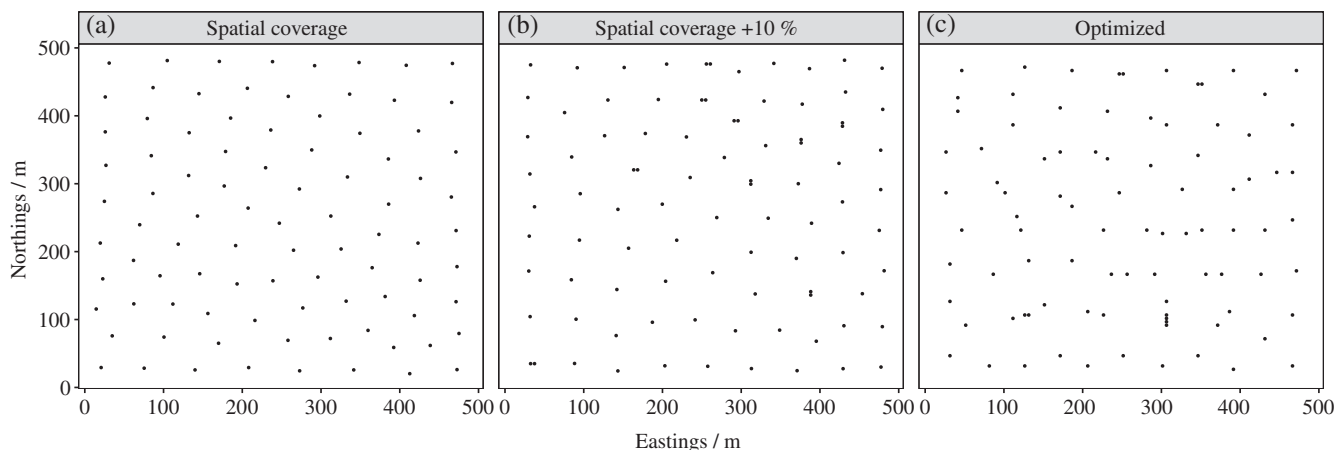 (a) Spatial coverage
(b) Spatial coverage +10 %
(c) Optimized
Northings / m
500
400
300
200
100
0
0 100 200 300 400 500
0 100 200 300 400 500
0 100 200 300 400 500
Eastings / m